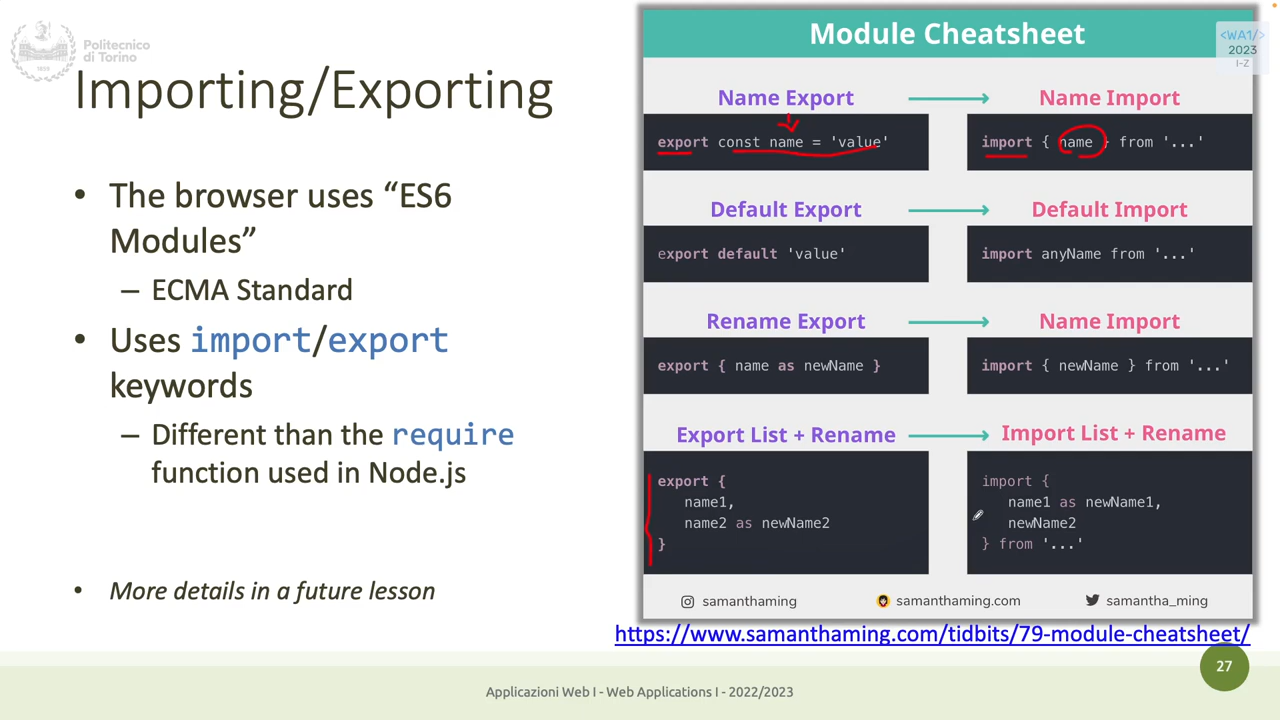 Politecnico
di Torino
1859
Importing/Exporting
• The browser uses “ES6
Modules”
– ECMA Standard
• Uses import/export
keywords
– Different than the require
function used in Node.js
• More details in a future lesson
Module Cheatsheet
<WA1/>
2023
I-Z
Name Export
Name Import
export const name = 'value'
import { name } from '...'
Default Export
Default Import
export default 'value'
import anyName from '...'
Rename Export
Name Import
export { name as newName }
import { newName } from '...'
Export List + Rename
Import List + Rename
export {
name1,
name2 as newName2
}
import {
name1 as newName1,
newName2
} from '...'
samanthaming
samanthaming.com
samantha_ming
https://www.samanthaming.com/tidbits/79-module-cheatsheet/
27
Applicazioni Web I - Web Applications I - 2022/2023